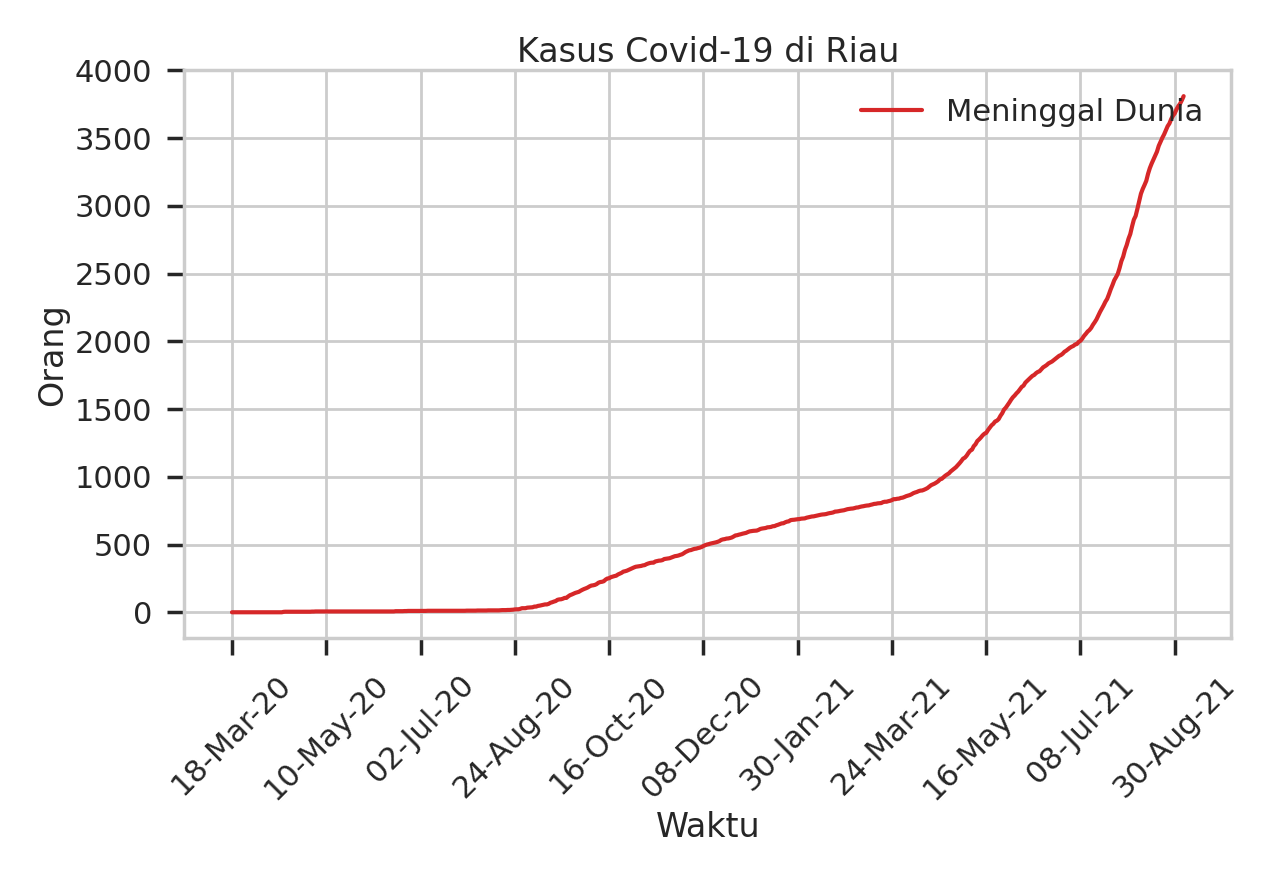 Kasus Covid-19 di Riau
Meninggal Dunia
4000
3500
3000
2500
2000
1500
1000
500
0
Orang
18-Mar-20
10-May-20
02-Jul-20
24-Aug-20
16-Oct-20
08-Dec-20
30-Jan-21
24-Mar-21
16-May-21
08-Jul-21
30-Aug-21
Waktu